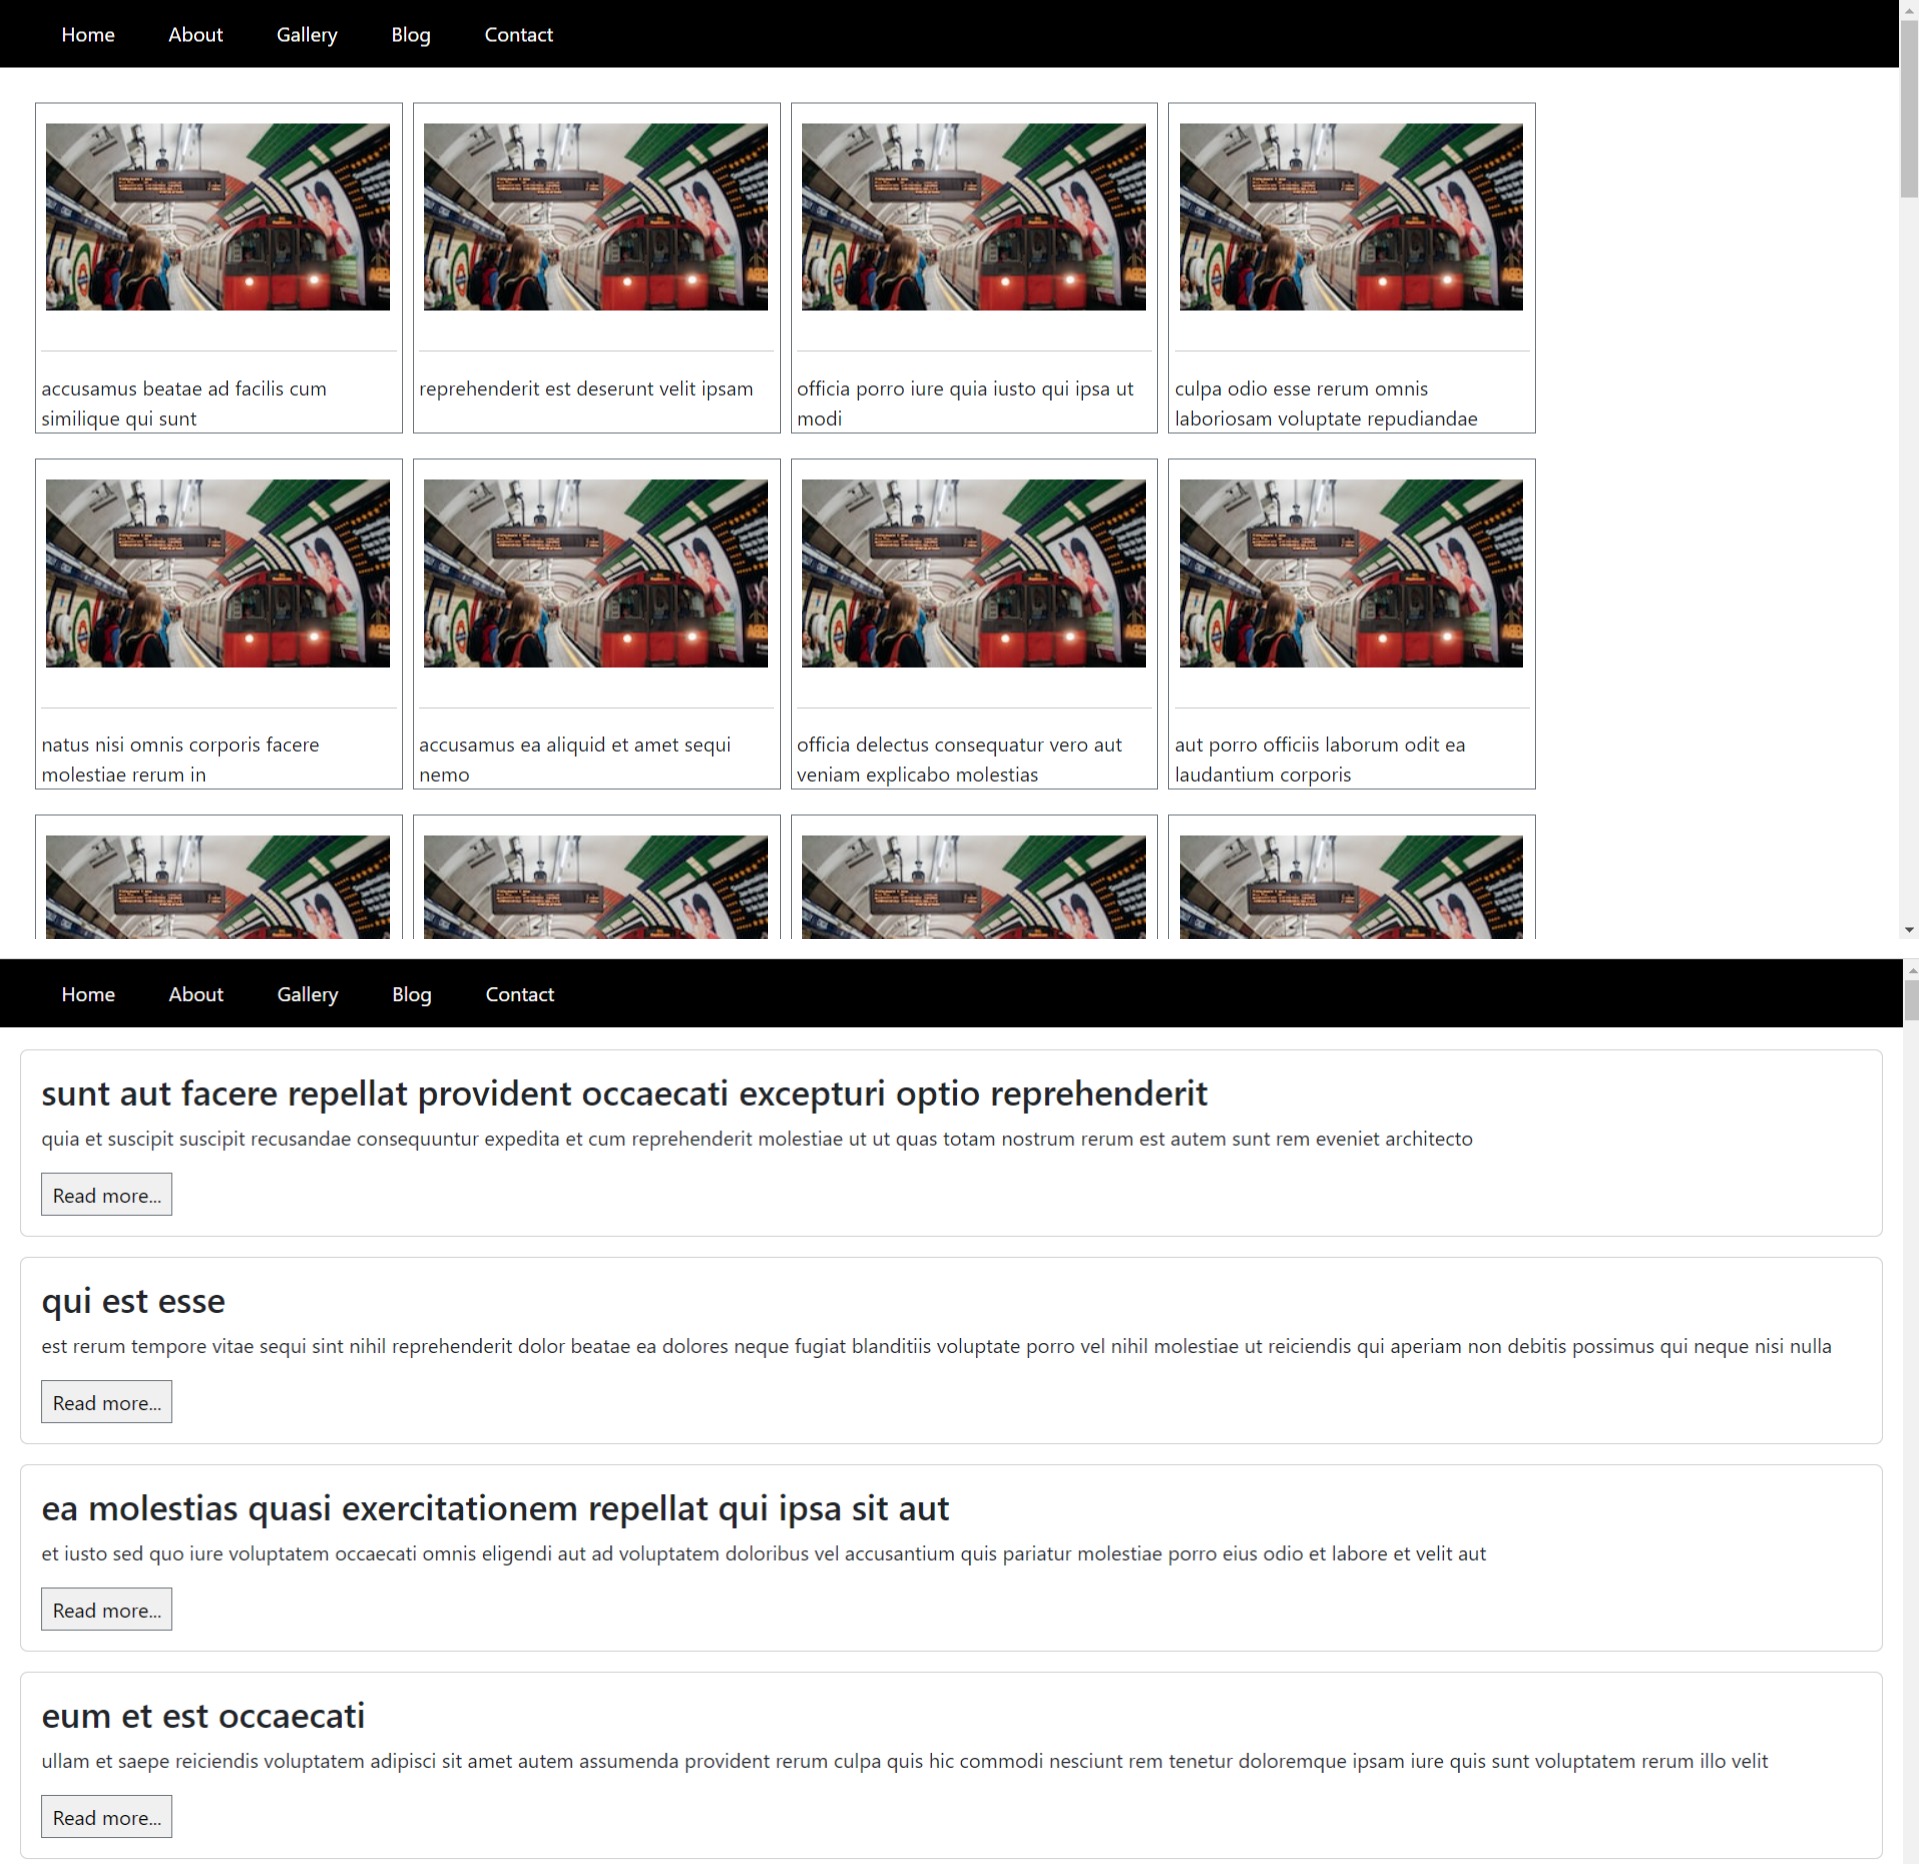 Home About Gallery Blog Contact
accusamus beatae ad facilis cum
similique qui sunt
reprehenderit est deserunt velit ipsam
officia porro iure quia iusto qui ipsa ut
modi
culpa odio esse rerum omnis
laboriosam voluptate repudiandae
natus nisi omnis corporis facere
molestiae rerum in
accusamus ea aliquid et amet sequi
nemo
officia delectus consequatur vero aut
veniam explicabo molestias
aut porro officiis laborum odit ea
laudantium corporis
Home About Gallery Blog Contact
sunt aut facere repellat provident occaecati excepturi optio reprehenderit
quia et suscipit suscipit recusandae consequuntur expedita et cum reprehenderit molestiae ut ut quas totam nostrum rerum est autem sunt rem eveniet architecto
Read more...
qui est esse
est rerum tempore vitae sequi sint nihil reprehenderit dolor beatae ea dolores neque fugiat blanditiis voluptate porro vel nihil molestiae ut reiciendis qui aperiam non debitis possimus qui neque nisi nulla
Read more...
ea molestias quasi exercitationem repellat qui ipsa sit aut
et iusto sed quo iure voluptatem occaecati omnis eligendi aut ad voluptatem doloribus vel accusantium quis pariatur molestiae porro eius odio et labore et velit aut
Read more...
eum et est occaecati
ullam et saepe reiciendis voluptatem adipisci sit amet autem assumenda provident rerum culpa quis hic commodi nesciunt rem tenetur doloremque ipsam iure quis sunt voluptatem rerum illo velit
Read more...